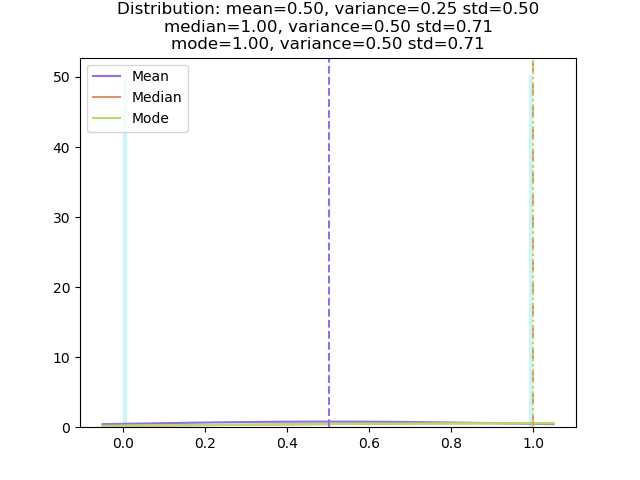 Distribution: mean=0.50, variance=0.25 std=0.50
median=1.00, variance=0.50 std=0.71
mode=1.00, variance=0.50 std=0.71
Mean
Median
Mode
50
40
30
20
10
0
0.0 0.2 0.4 0.6 0.8 1.0